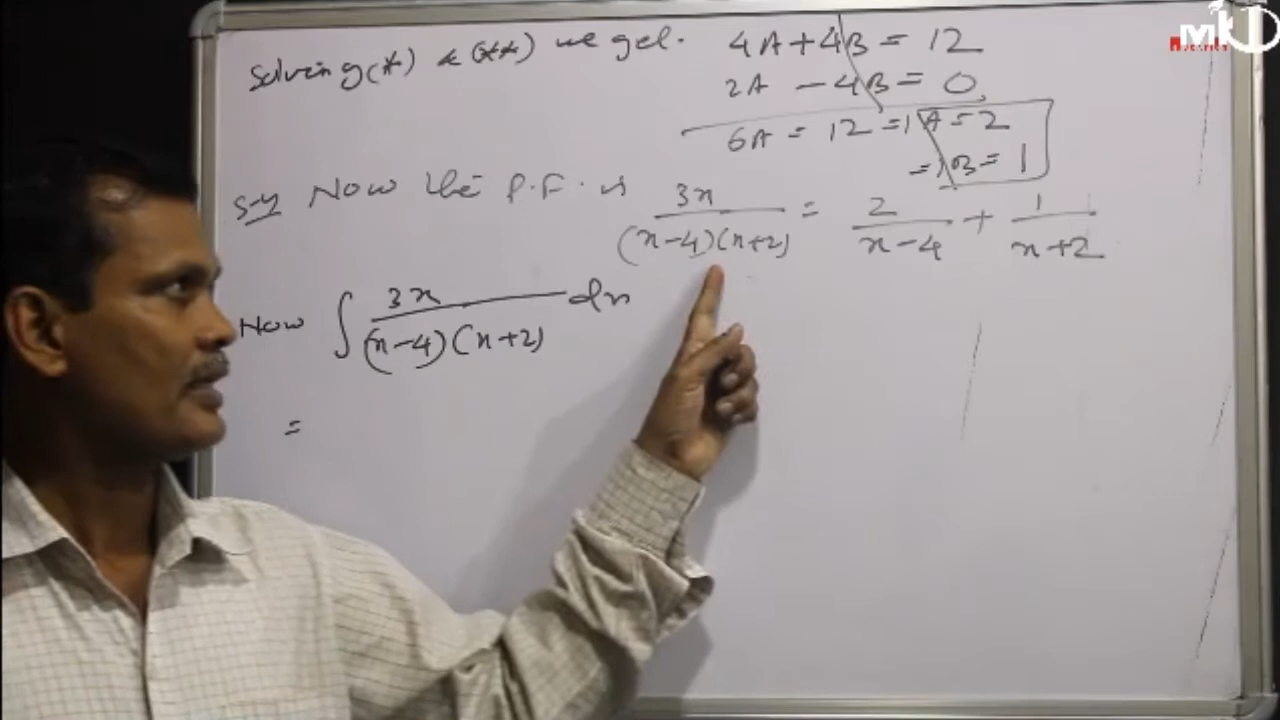 Solving (*) & (**) we get. 4A + 4B = 12
2A - 4B = 0
6A = 12 => A = 2
=> B = 1
S-4 Now the P.F. is 3x/((x-4)(x+2)) = 2/(x-4) + 1/(x+2)
Now ∫ 3x/((x-4)(x+2)) dx
=